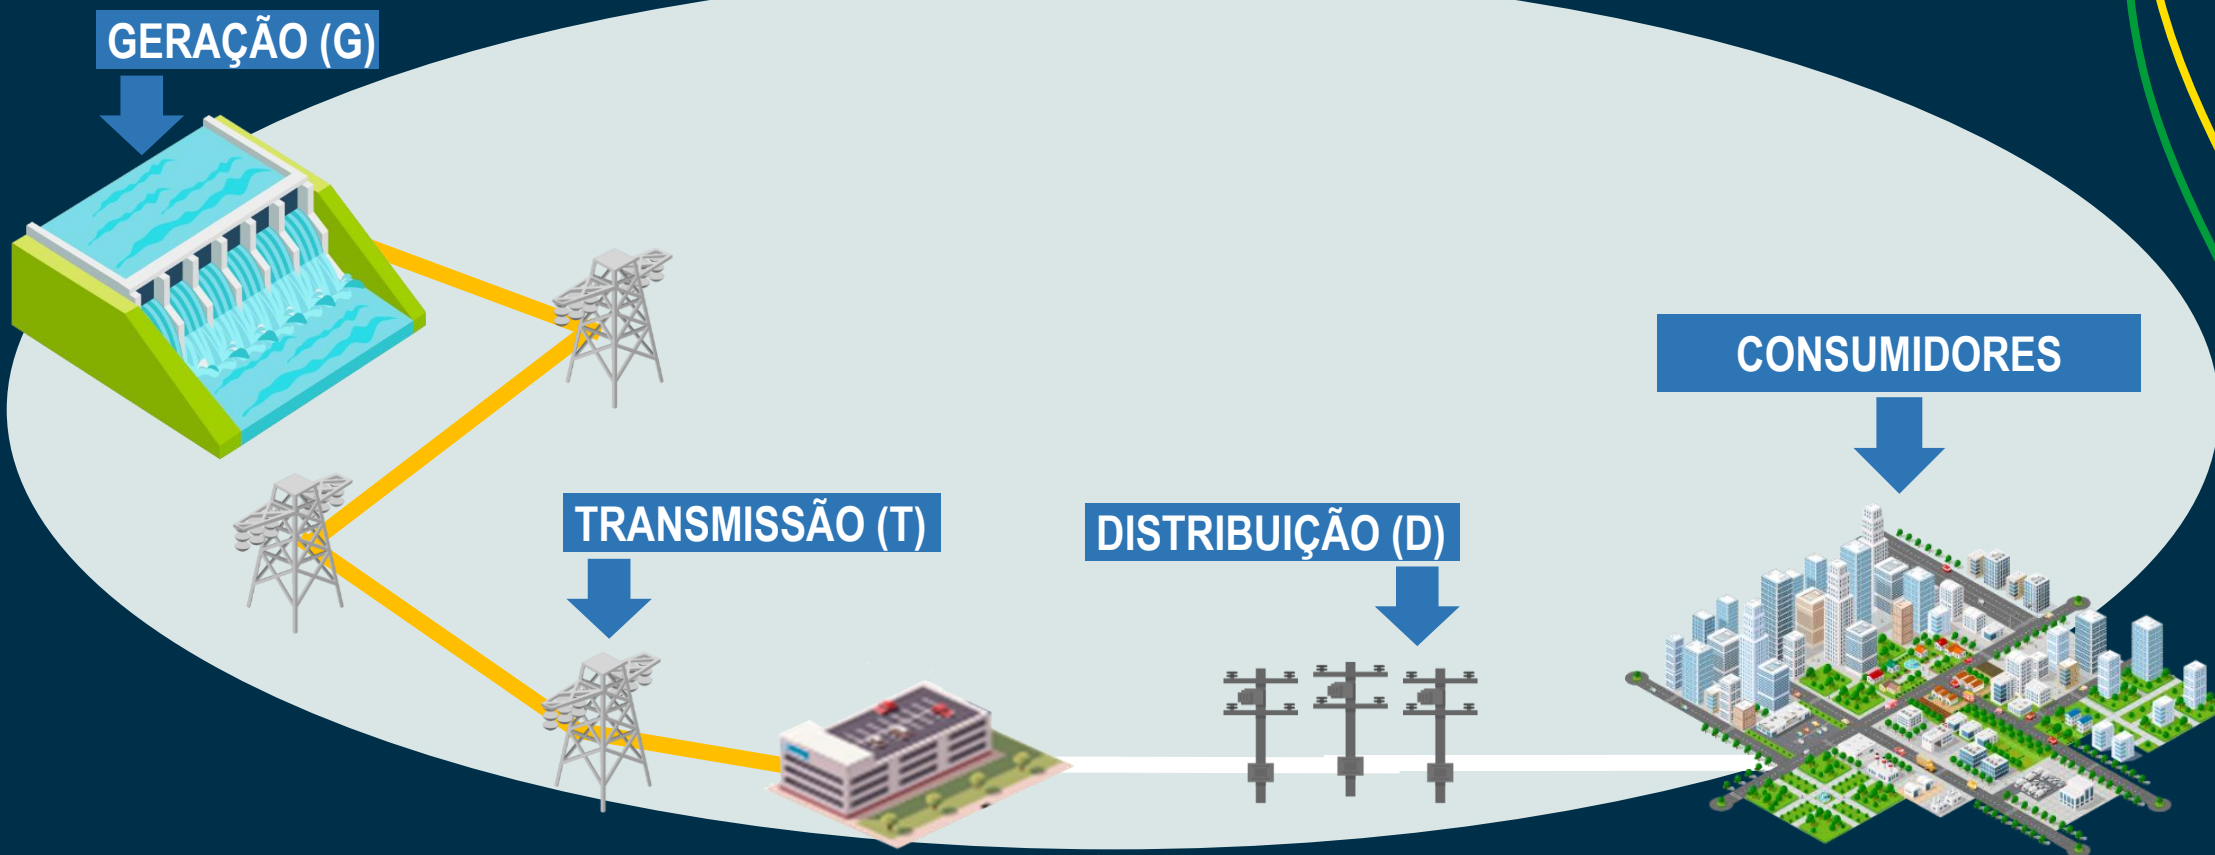 GERAÇÃO (G)
CONSUMIDORES
TRANSMISSÃO (T)
DISTRIBUIÇÃO (D)